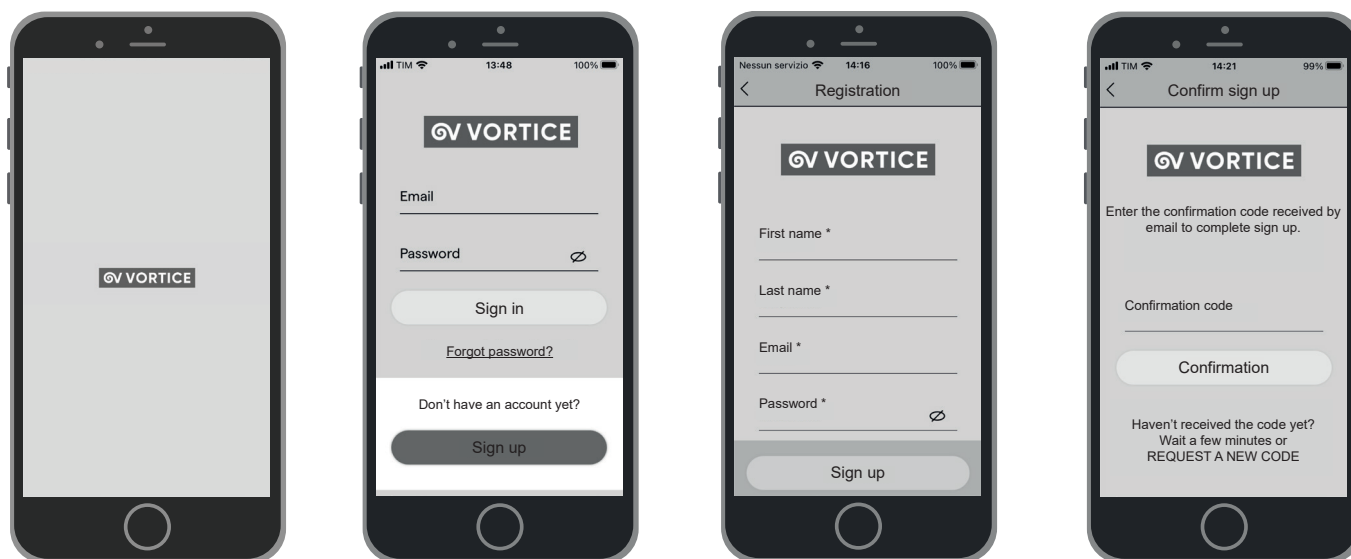 VORTICE
TIM 13:48 100%
VORTICE
Email
Password
Sign in
Forgot password?
Don't have an account yet?
Sign up
Nessun servizio 14:16 100%
Registration
VORTICE
First name *
Last name *
Email *
Password *
Sign up
TIM 14:21 99%
Confirm sign up
VORTICE
Enter the confirmation code received by
email to complete sign up.
Confirmation code
Confirmation
Haven't received the code yet?
Wait a few minutes or
REQUEST A NEW CODE